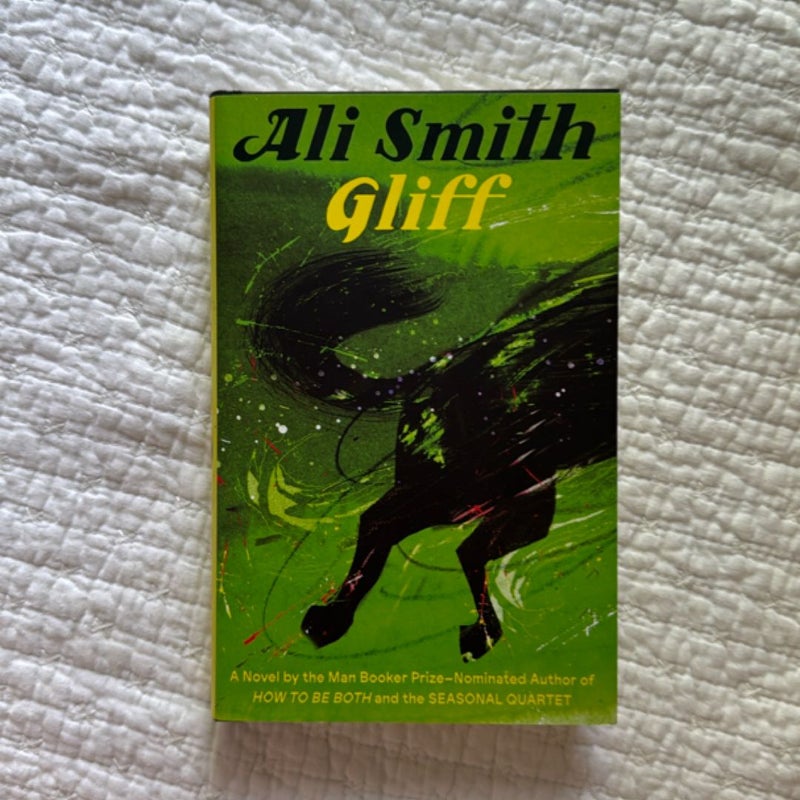 Ali Smith
Gliff
A Novel by the Man Booker Prize–Nominated Author of
HOW TO BE BOTH and the SEASONAL QUARTET